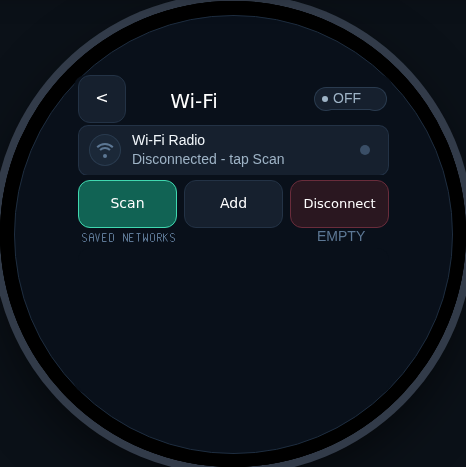 <
Wi-Fi
OFF
Wi-Fi Radio
Disconnected - tap Scan
Scan
Add
Disconnect
SAVED NETWORKS
EMPTY